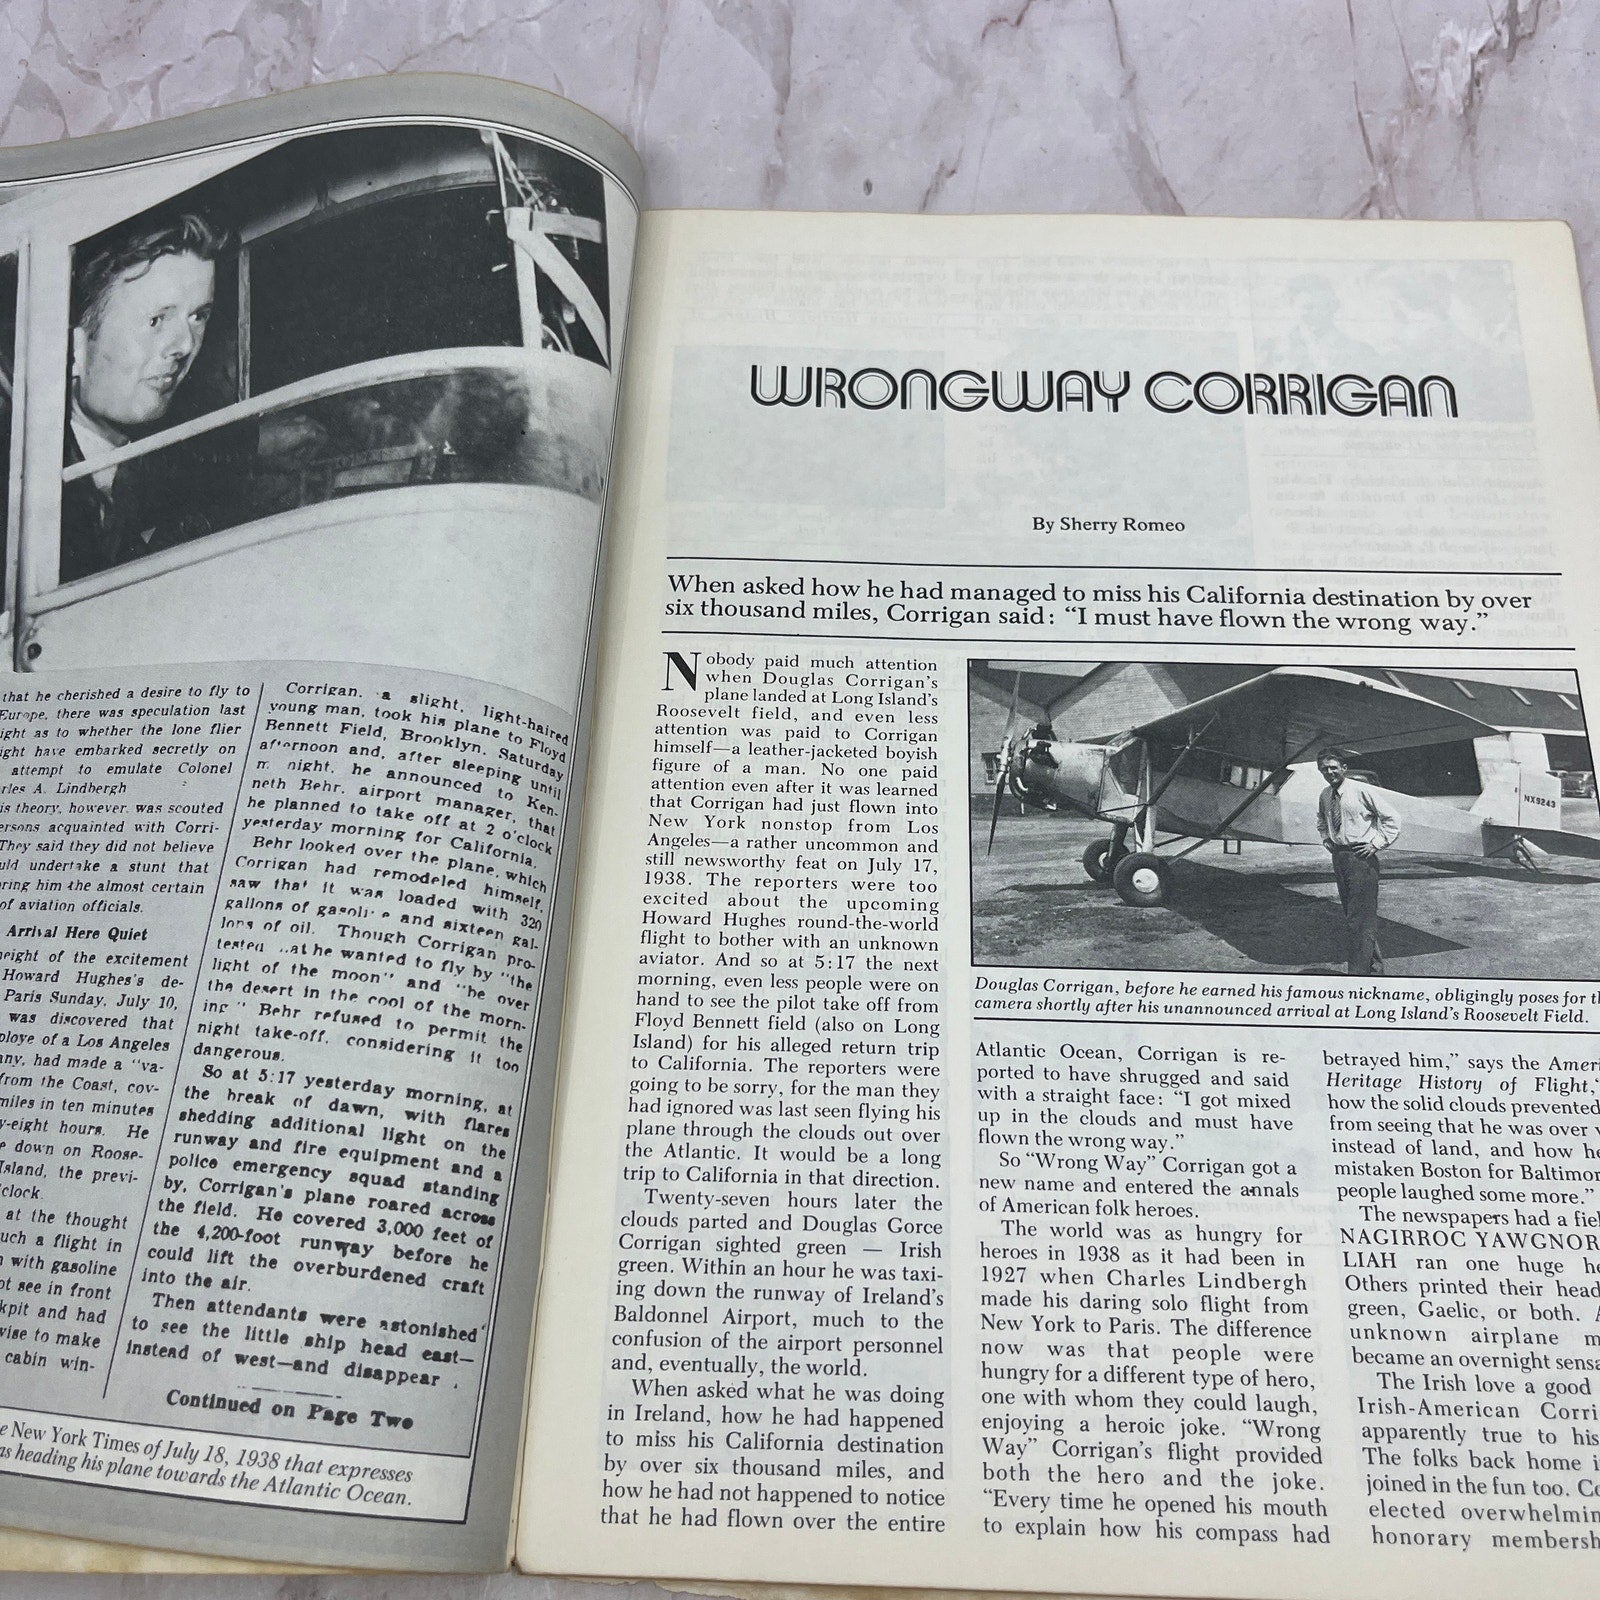 that he cherished a desire to fly to
Europe, there was speculation last
ight as to whether the lone flier
ight have embarked secretly on
attempt to emulate Colonel
rles A. Lindbergh
is theory, however, was scouted
ersons acquainted with Corri-
They said they did not believe
uld undertake a stunt that
ring him the almost certain
of aviation officials.
Arrival Here Quiet
eight of the excitement
Howard Hughes's de-
Paris Sunday, July 10,
was discovered that
ploye of a Los Angeles
any, had made a "va-
from the Coast, cov-
miles in ten minutes
y-eight hours. He
e down on Roose-
Island, the previ-
clock.
at the thought
uch a flight in
n with gasoline
ot see in front
kpit and had
wise to make
cabin win-
Corrigan, a slight, light-haired
young man, took his plane to Floyd
Bennett Field, Brooklyn, Saturday
afternoon and, after sleeping until
night, he announced to Ken-
neth Behr, airport manager, that
he planned to take off at 2 o'clock
yesterday morning for California.
Behr looked over the plane, which
Corrigan had remodeled himself,
saw that it was loaded with 320
gallons of gasoline and sixteen gal-
lons of oil. Though Corrigan pro-
tested that he wanted to fly by "the
light of the moon" and "be over
the desert in the cool of the morn-
ing" Behr refused to permit the
night take-off, considering it too
dangerous.
So at 5:17 yesterday morning, at
the break of dawn, with flares
shedding additional light on the
runway and fire equipment and a
police emergency squad standing
by, Corrigan's plane roared across
the field. He covered 3,000 feet of
the 4,200-foot runway before he
could lift the overburdened craft
into the air.
Then attendants were astonished
to see the little ship head east—
instead of west—and disappear
Continued on Page Two
e New York Times of July 18, 1938 that expresses
as heading his plane towards the Atlantic Ocean.
WRONGWAY CORRIGAN
By Sherry Romeo
When asked how he had managed to miss his California destination by over
six thousand miles, Corrigan said: "I must have flown the wrong way."
Nobody paid much attention
when Douglas Corrigan's
plane landed at Long Island's
Roosevelt field, and even less
attention was paid to Corrigan
himself—a leather-jacketed boyish
figure of a man. No one paid
attention even after it was learned
that Corrigan had just flown into
New York nonstop from Los
Angeles—a rather uncommon and
still newsworthy feat on July 17,
1938. The reporters were too
excited about the upcoming
Howard Hughes round-the-world
flight to bother with an unknown
aviator. And so at 5:17 the next
morning, even less people were on
hand to see the pilot take off from
Floyd Bennett field (also on Long
Island) for his alleged return trip
to California. The reporters were
going to be sorry, for the man they
had ignored was last seen flying his
plane through the clouds out over
the Atlantic. It would be a long
trip to California in that direction.
Twenty-seven hours later the
clouds parted and Douglas Gorce
Corrigan sighted green — Irish
green. Within an hour he was taxi-
ing down the runway of Ireland's
Baldonnel Airport, much to the
confusion of the airport personnel
and, eventually, the world.
When asked what he was doing
in Ireland, how he had happened
to miss his California destination
by over six thousand miles, and
how he had not happened to notice
that he had flown over the entire
NX9243
Douglas Corrigan, before he earned his famous nickname, obligingly poses for th
camera shortly after his unannounced arrival at Long Island's Roosevelt Field.
Atlantic Ocean, Corrigan is re-
ported to have shrugged and said
with a straight face: "I got mixed
up in the clouds and must have
flown the wrong way."
So "Wrong Way" Corrigan got a
new name and entered the annals
of American folk heroes.
The world was as hungry for
heroes in 1938 as it had been in
1927 when Charles Lindbergh
made his daring solo flight from
New York to Paris. The difference
now was that people were
hungry for a different type of hero,
one with whom they could laugh,
enjoying a heroic joke. "Wrong
Way" Corrigan's flight provided
both the hero and the joke.
"Every time he opened his mouth
to explain how his compass had
betrayed him," says the Ameri
Heritage History of Flight,
how the solid clouds prevented
from seeing that he was over w
instead of land, and how he
mistaken Boston for Baltimor
people laughed some more."
The newspapers had a fiel
NAGIRROC YAWGNOR
LIAH ran one huge he
Others printed their head
green, Gaelic, or both. A
unknown airplane m
became an overnight sensa
The Irish love a good
Irish-American Corri
apparently true to his
The folks back home i
joined in the fun too. Co
elected overwhelmin
honorary membersh